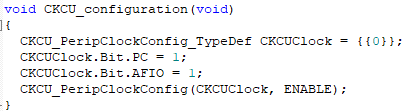 void CKCU_configuration(void)
{
CKCU_PeripClockConfig_TypeDef CKCUClock = {{0}};
CKCUClock.Bit.PC = 1;
CKCUClock.Bit.AFIO = 1;
CKCU_PeripClockConfig(CKCUClock, ENABLE);
}